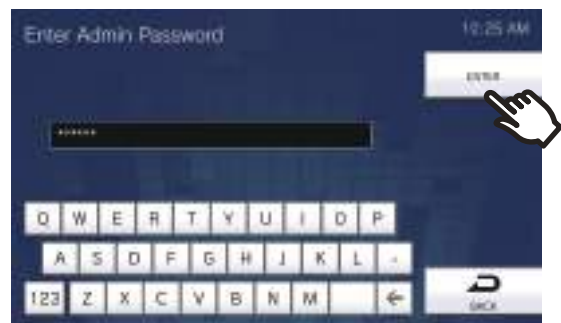 Enter Admin Password
10:25 AM
ENTER
******
Q W E R T Y U I O P
A S D F G H J K L -
123 Z X C V B N M ←
BACK